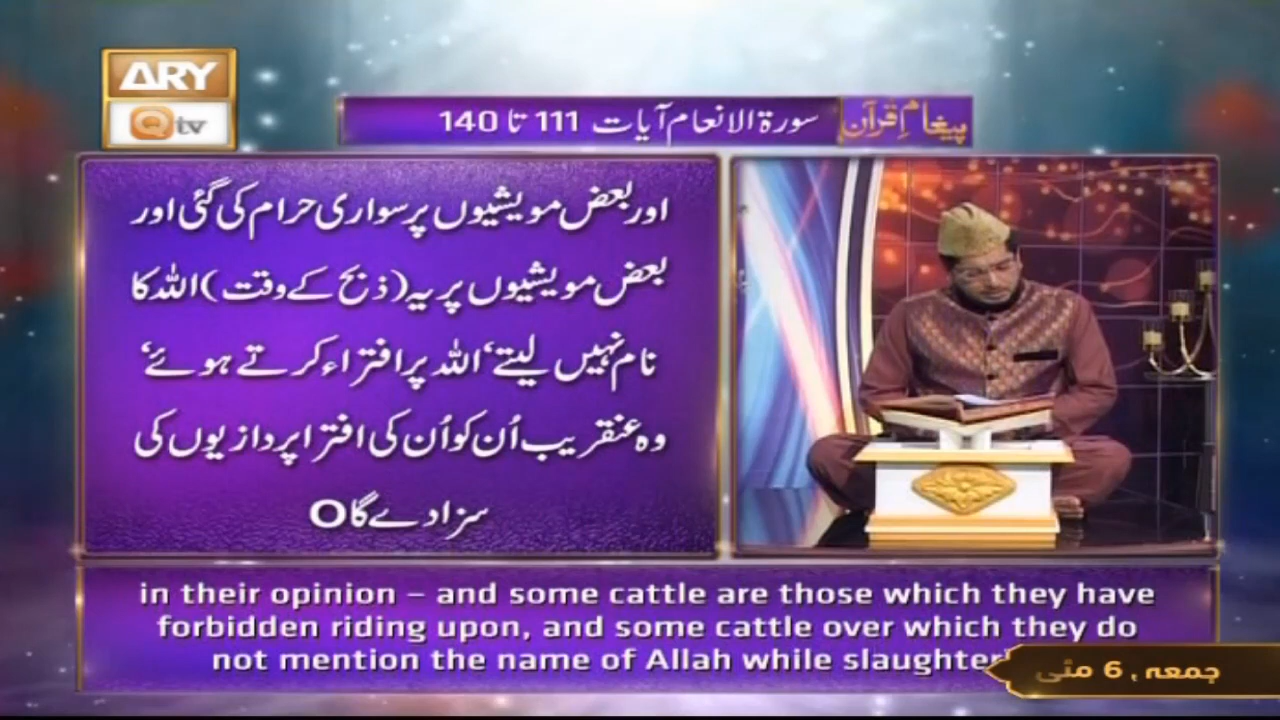 ARY
Qtv
پیغامِ قرآن
سورۃ الانعام آیات 111 تا 140
اور بعض مویشیوں پر سواری حرام کی گئی اور
بعض مویشیوں پر یہ (ذبح کے وقت) اللہ کا
نام نہیں لیتے‘ اللہ پر افتراء کرتے ہوئے‘
وہ عنقریب اُن کو اُن کی افترا پردازیوں کی
سزا دے گاO
in their opinion – and some cattle are those which they have
forbidden riding upon, and some cattle over which they do
not mention the name of Allah while slaughter
جمعہ , 6 مئی